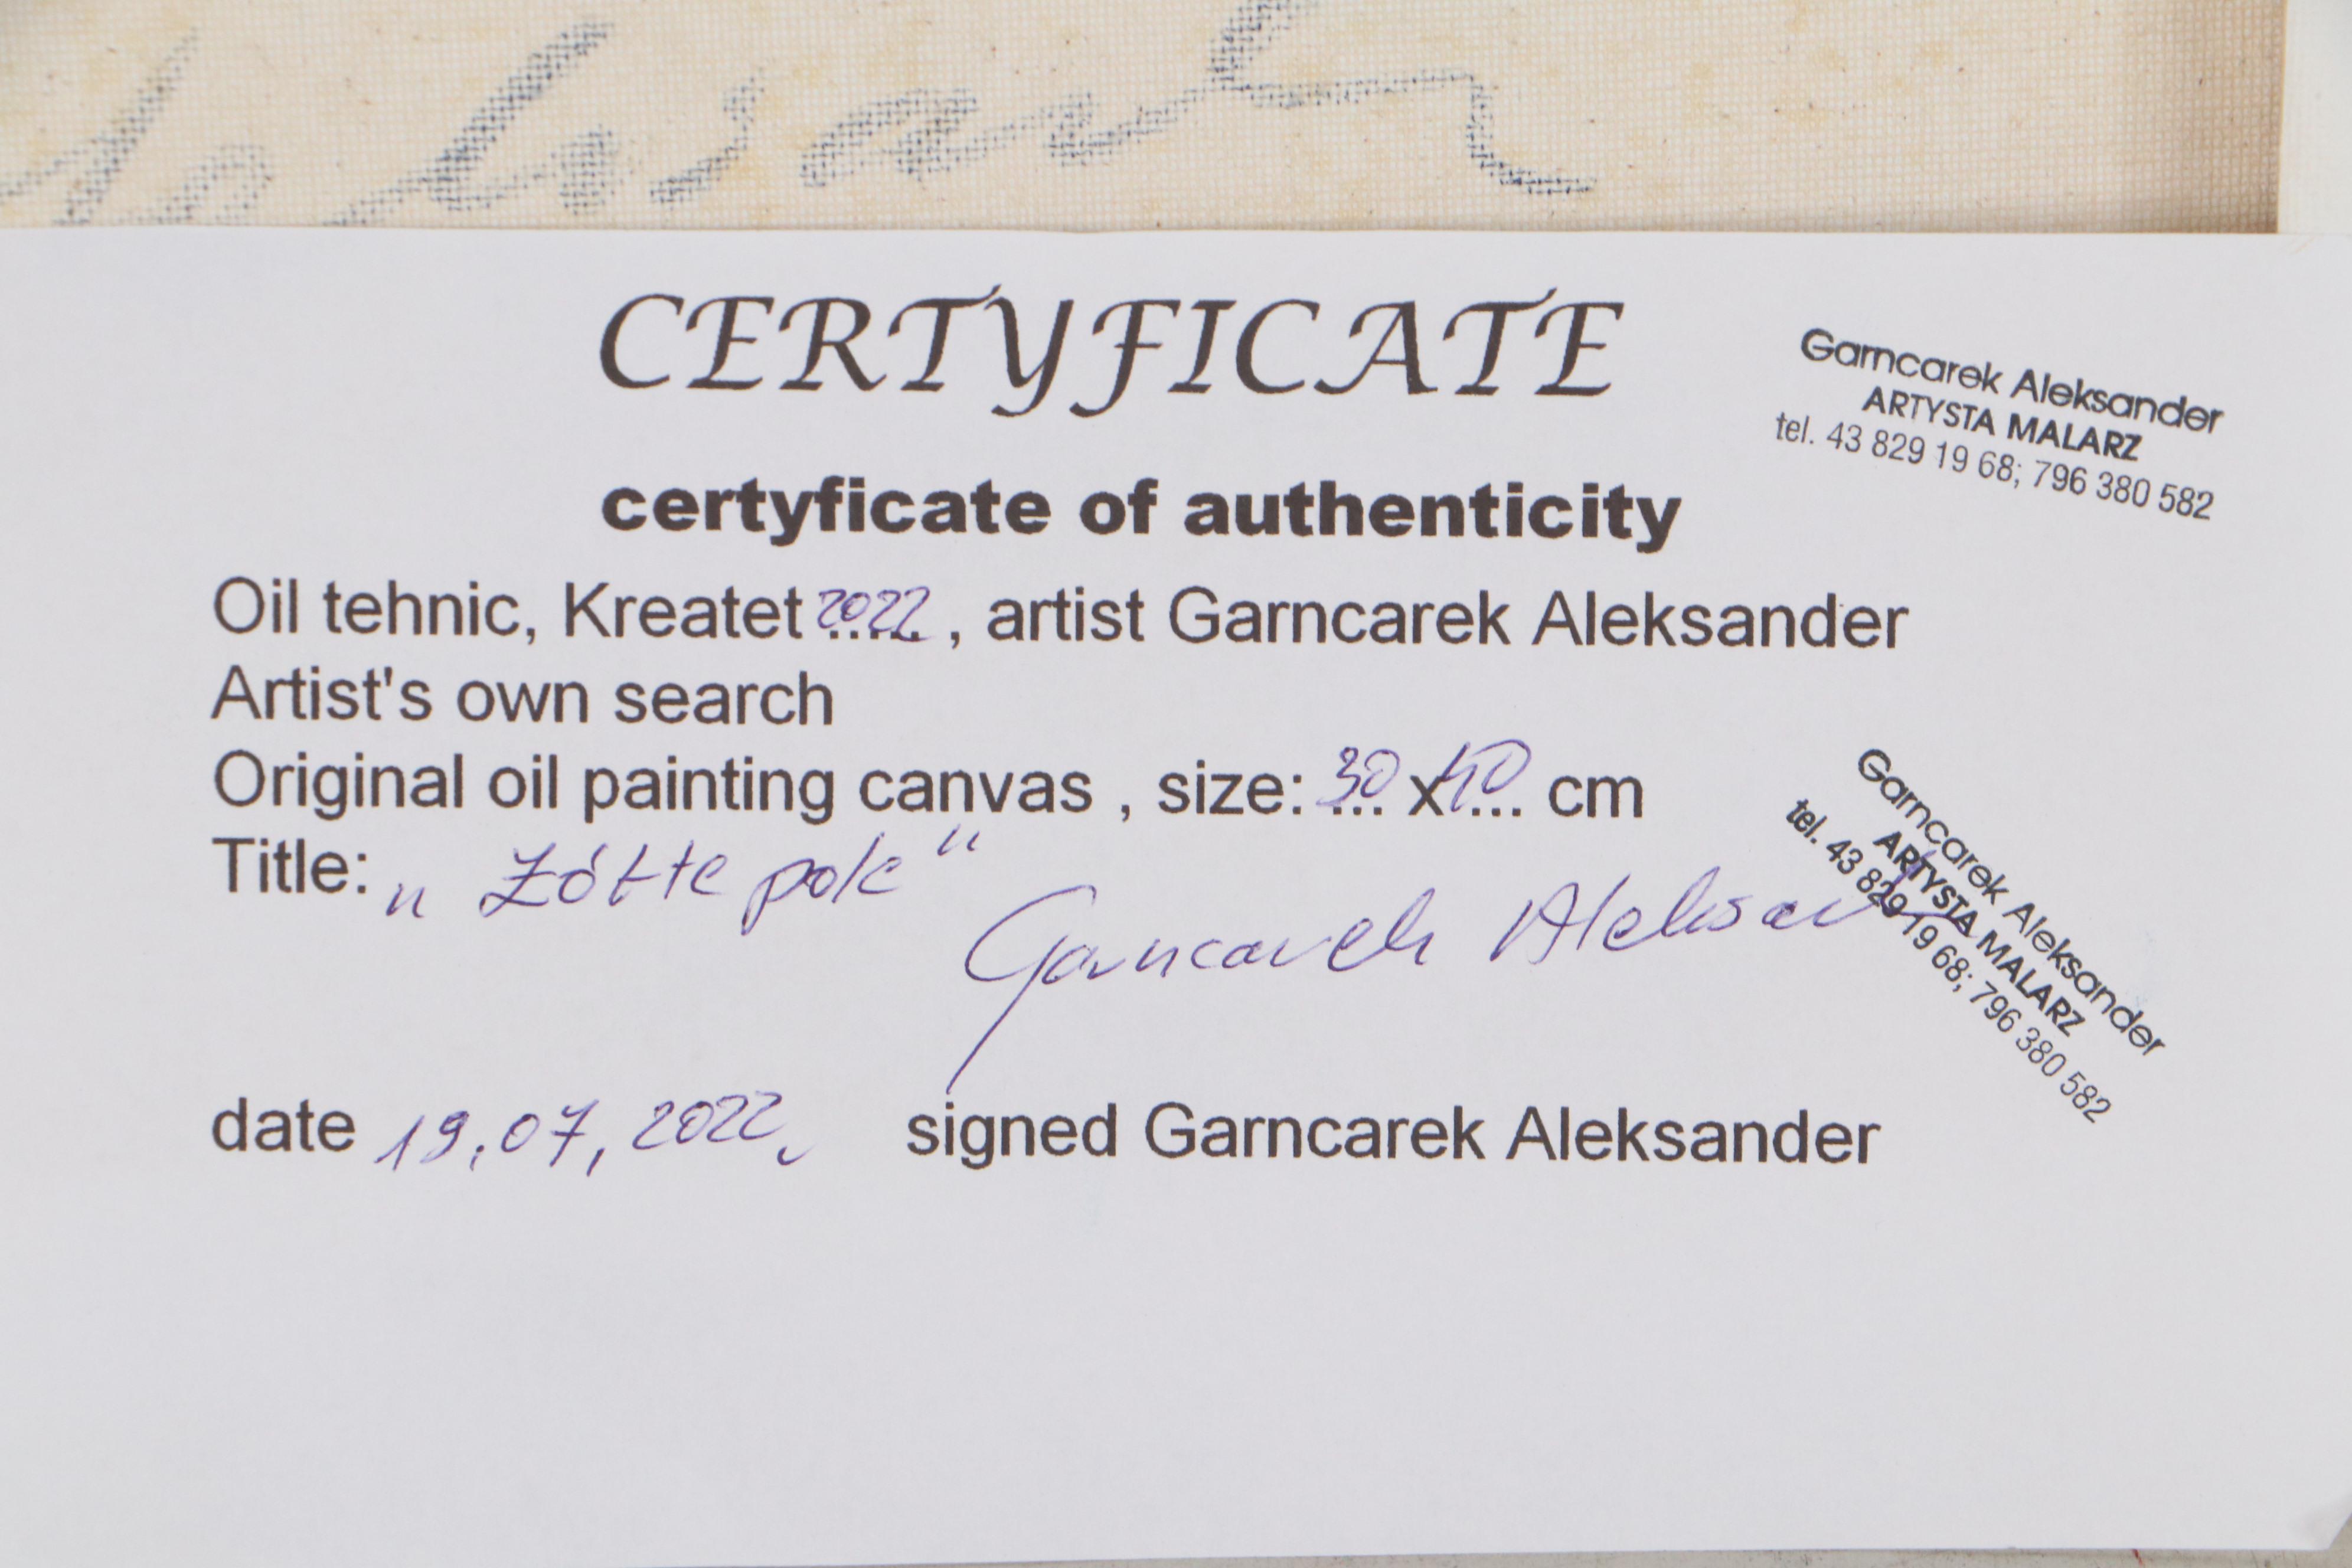 CERTYFICATE
Garncarek Aleksander
ARTYSTA MALARZ
tel. 43 829 19 68; 796 380 582
certyficate of authenticity
Oil tehnic, Kreatet 2022, artist Garncarek Aleksander
Artist's own search
Original oil painting canvas , size: 30 x 40 cm
Title: „ Żółte pole "
Garncarek Aleksan
Garncarek Aleksander
ARTYSTA MALARZ
tel. 43 829 19 68; 796 380 582
date 19.07.2022. signed Garncarek Aleksander